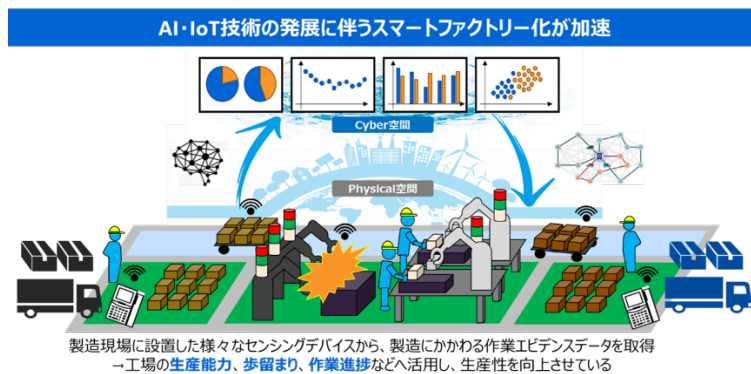 AI・IoT技術の発展に伴うスマートファクトリー化が加速
Cyber空間
Physical空間
製造現場に設置した様々なセンシングデバイスから、製造にかかわる作業エビデンスデータを取得
→工場の生産能力、歩留まり、作業進捗などへ活用し、生産性を向上させている